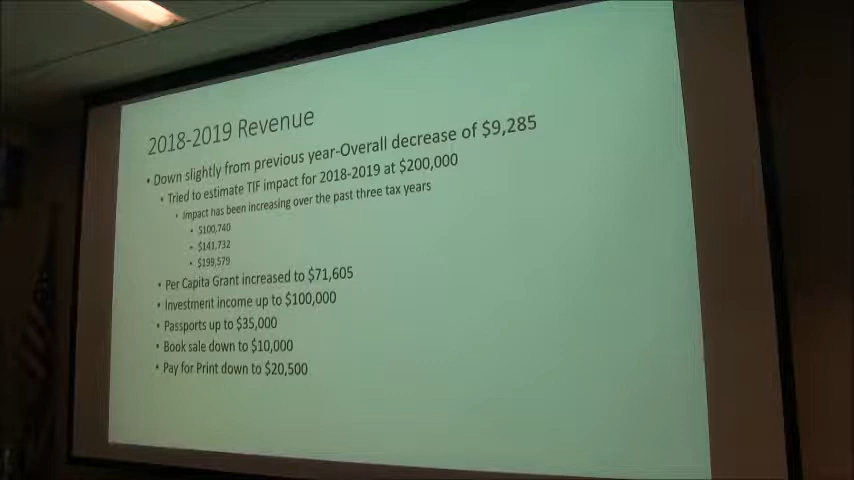 2018-2019 Revenue
• Down slightly from previous year-Overall decrease of $9,285
• Tried to estimate TIF impact for 2018-2019 at $200,000
• Impact has been increasing over the past three tax years
• $100,740
• $141,732
• $199,579
• Per Capita Grant increased to $71,605
• Investment income up to $100,000
• Passports up to $35,000
• Book sale down to $10,000
• Pay for Print down to $20,500